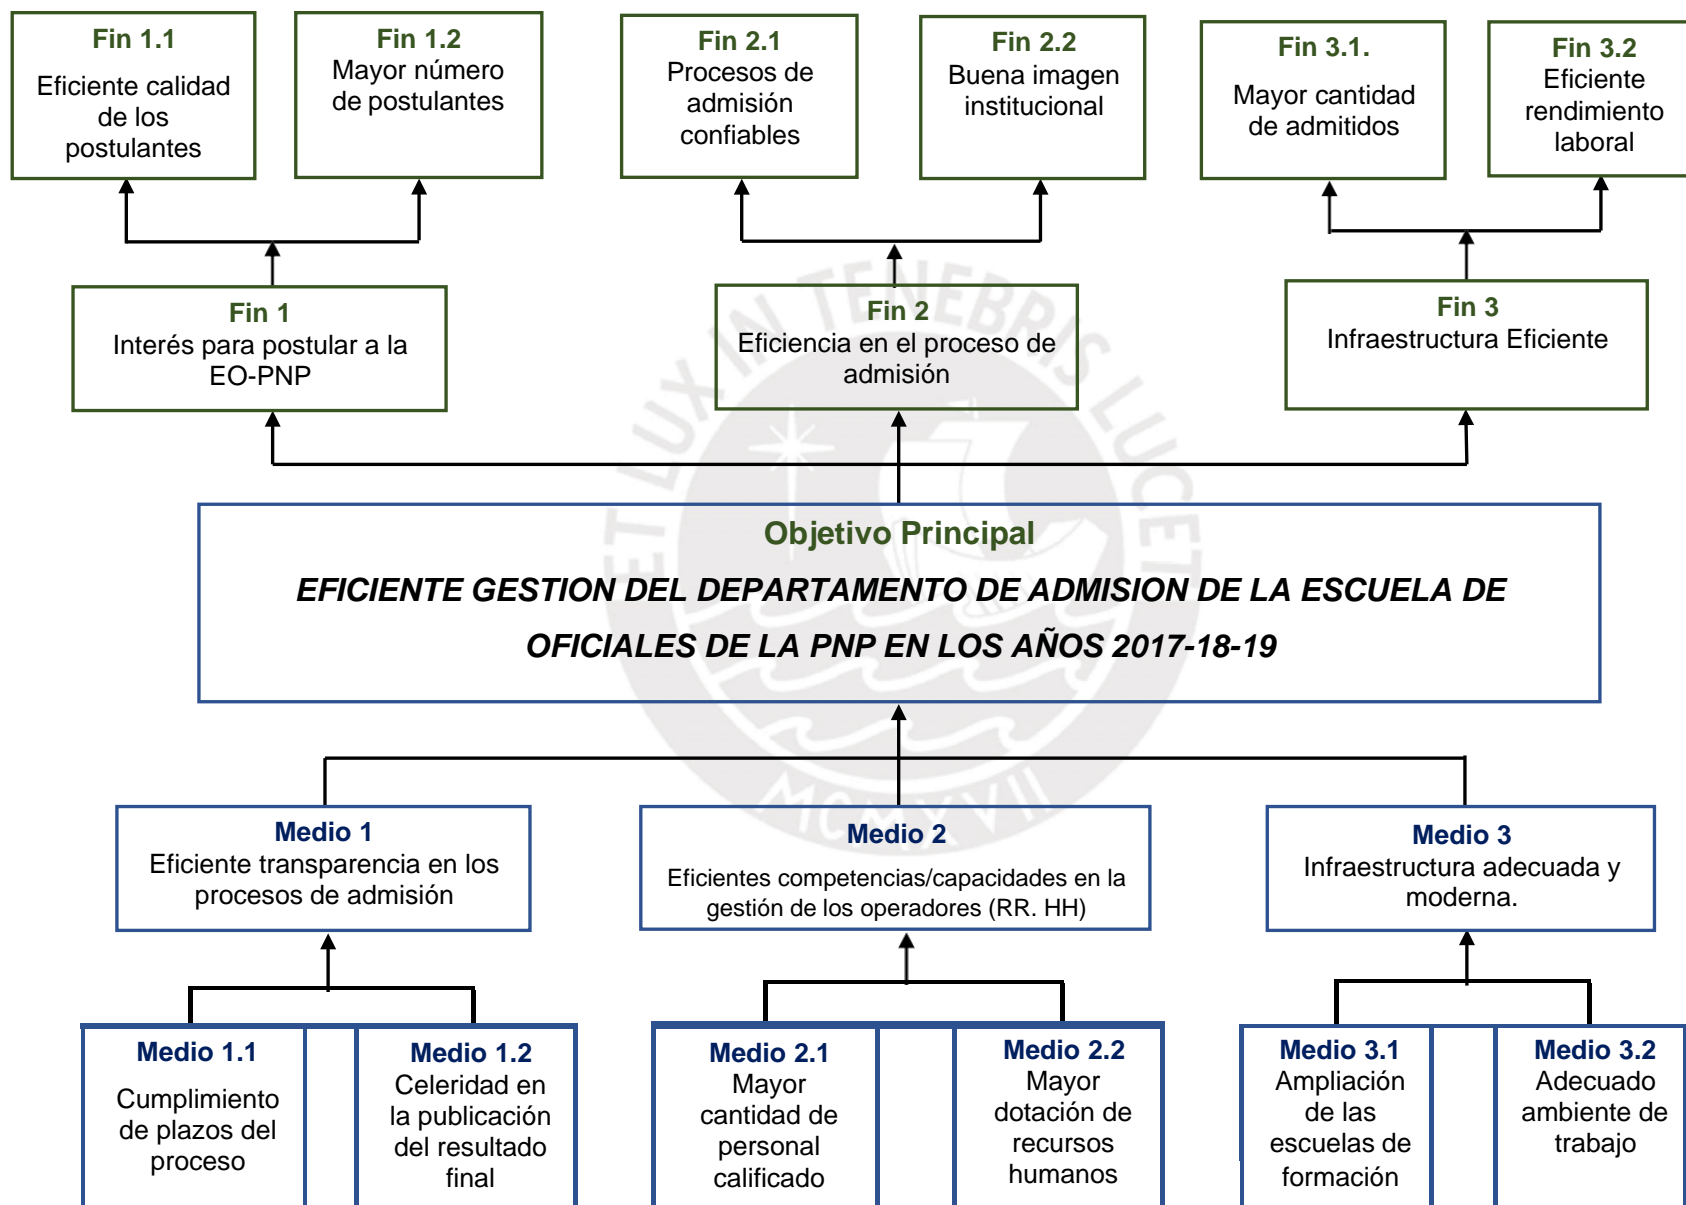 Fin 1.1
Eficiente calidad
de los
postulantes
Fin 1.2
Mayor número
de postulantes
Fin 2.1
Procesos de
admisión
confiables
Fin 2.2
Buena imagen
institucional
Fin 3.1.
Mayor cantidad
de admitidos
Fin 3.2
Eficiente
rendimiento
laboral
Fin 1
Interés para postular a la
EO-PNP
Fin 2
Eficiencia en el proceso de
admisión
Fin 3
Infraestructura Eficiente
ET LUX IN TENEBRIS LUCET
Objetivo Principal
EFICIENTE GESTION DEL DEPARTAMENTO DE ADMISION DE LA ESCUELA DE
OFICIALES DE LA PNP EN LOS AÑOS 2017-18-19
MCMXVII
Medio 1
Eficiente transparencia en los
procesos de admisión
Medio 2
Eficientes competencias/capacidades en la
gestión de los operadores (RR. HH)
Medio 3
Infraestructura adecuada y
moderna.
Medio 1.1
Cumplimiento
de plazos del
proceso
Medio 1.2
Celeridad en
la publicación
del resultado
final
Medio 2.1
Mayor
cantidad de
personal
calificado
Medio 2.2
Mayor
dotación de
recursos
humanos
Medio 3.1
Ampliación
de las
escuelas de
formación
Medio 3.2
Adecuado
ambiente de
trabajo